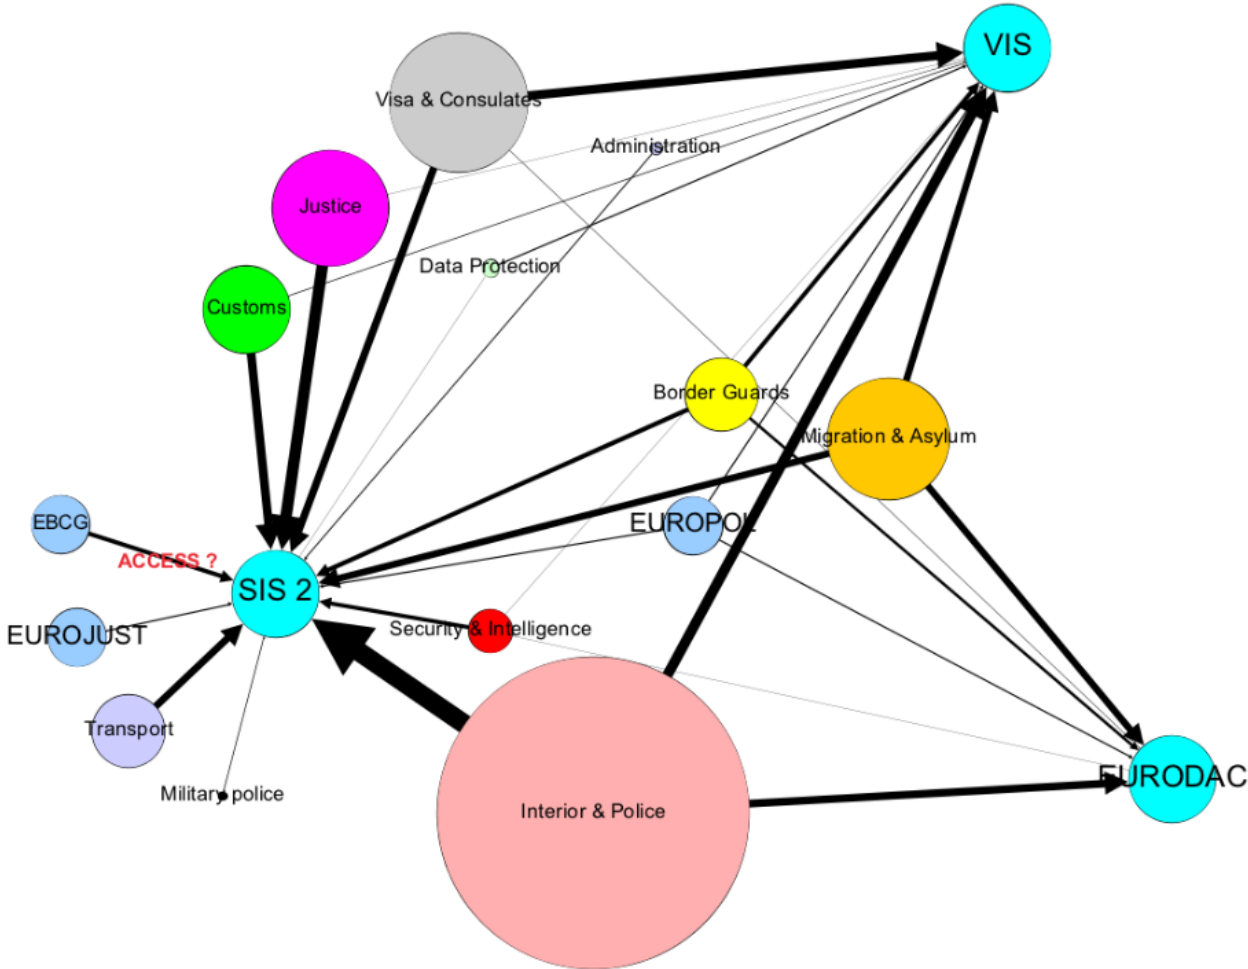 VIS
Visa & Consulates
Administration
Justice
Data Protection
Customs
Border Guards
Migration & Asylum
EBCG
EUROPOL
ACCESS ?
SIS 2
EUROJUST
Security & Intelligence
Transport
EURODAC
Military police
Interior & Police